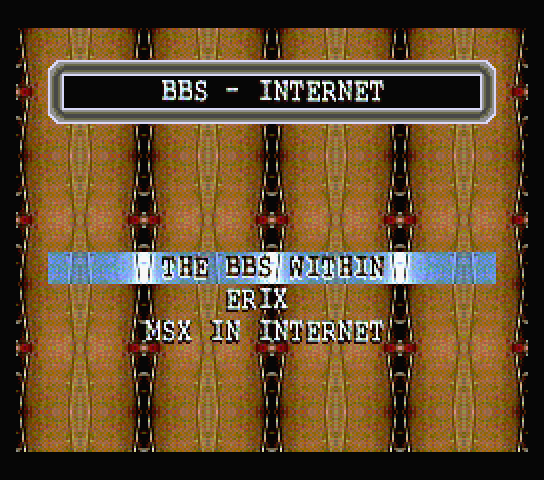 BBS - INTERNET
THE BBS WITHIN
ERIX
MSX IN INTERNET